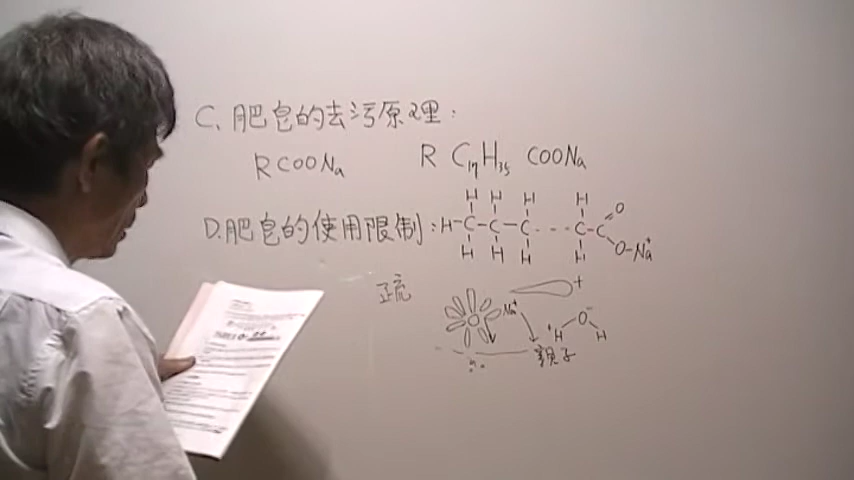 C、肥皂的去污原理：
RCOONa R C17H35 COONa
D.肥皂的使用限制：
H-C-C-C...C-C
H H H H
H H H H
O
O-Na+
疏
Na+
+
O-
+H H
親子